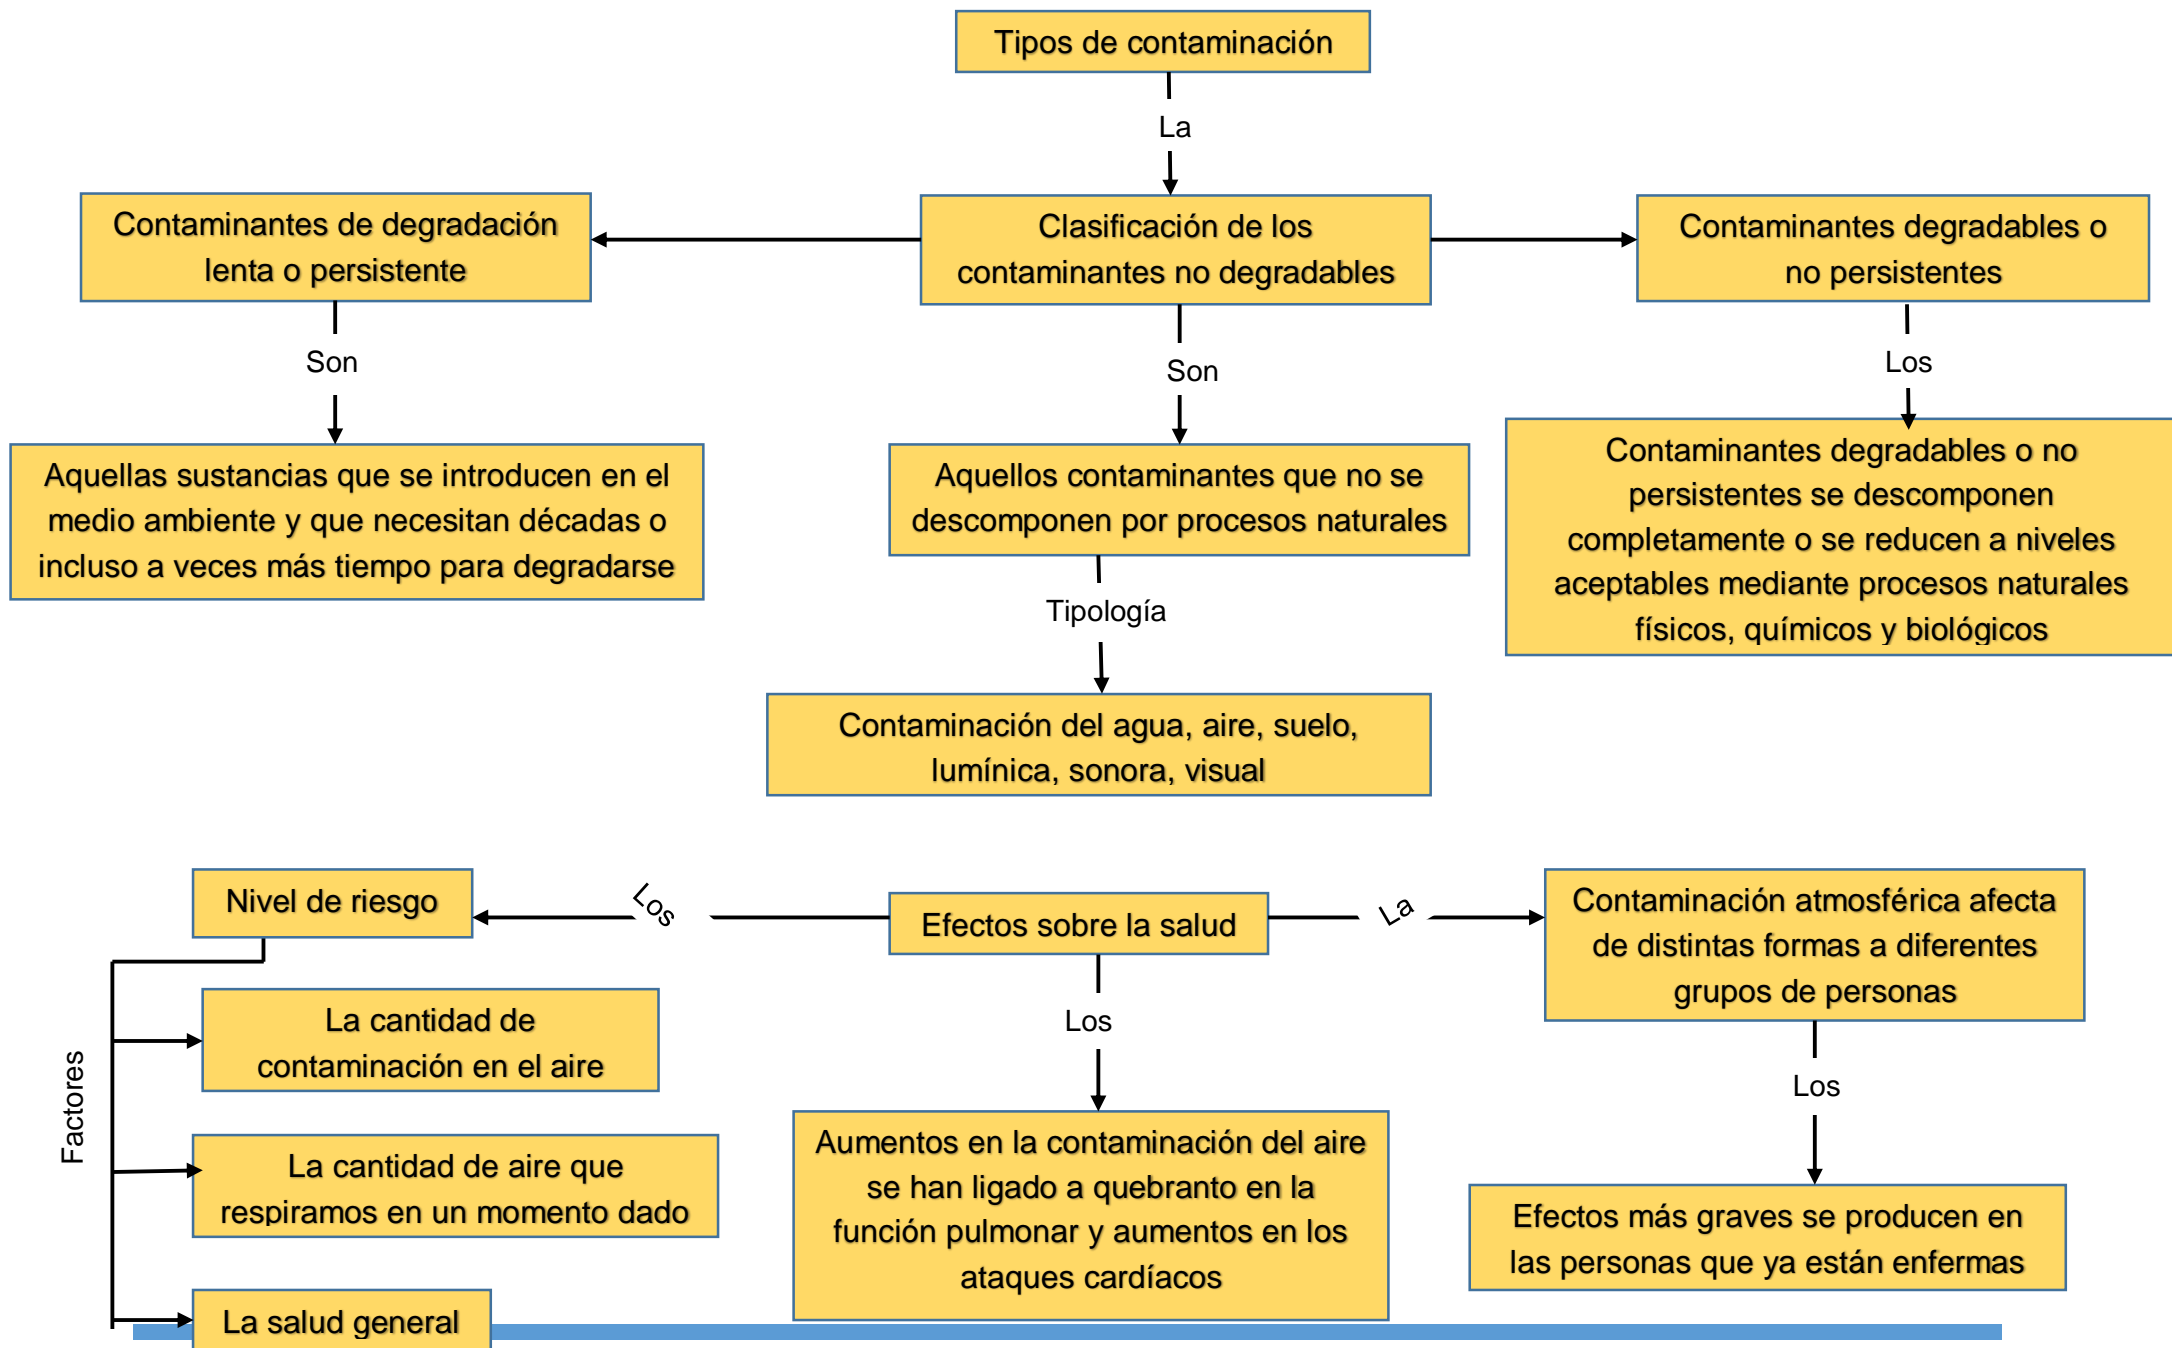 Tipos de contaminación
La
Contaminantes de degradación
lenta o persistente
Clasificación de los
contaminantes no degradables
Contaminantes degradables o
no persistentes
Son
Son
Los
Aquellas sustancias que se introducen en el
medio ambiente y que necesitan décadas o
incluso a veces más tiempo para degradarse
Aquellos contaminantes que no se
descomponen por procesos naturales
Contaminantes degradables o no
persistentes se descomponen
completamente o se reducen a niveles
aceptables mediante procesos naturales
físicos, químicos y biológicos
Tipología
Contaminación del agua, aire, suelo,
lumínica, sonora, visual
Nivel de riesgo
Los
Efectos sobre la salud
La
Contaminación atmosférica afecta
de distintas formas a diferentes
grupos de personas
Factores
La cantidad de
contaminación en el aire
La cantidad de aire que
respiramos en un momento dado
La salud general
Los
Aumentos en la contaminación del aire
se han ligado a quebranto en la
función pulmonar y aumentos en los
ataques cardíacos
Los
Efectos más graves se producen en
las personas que ya están enfermas